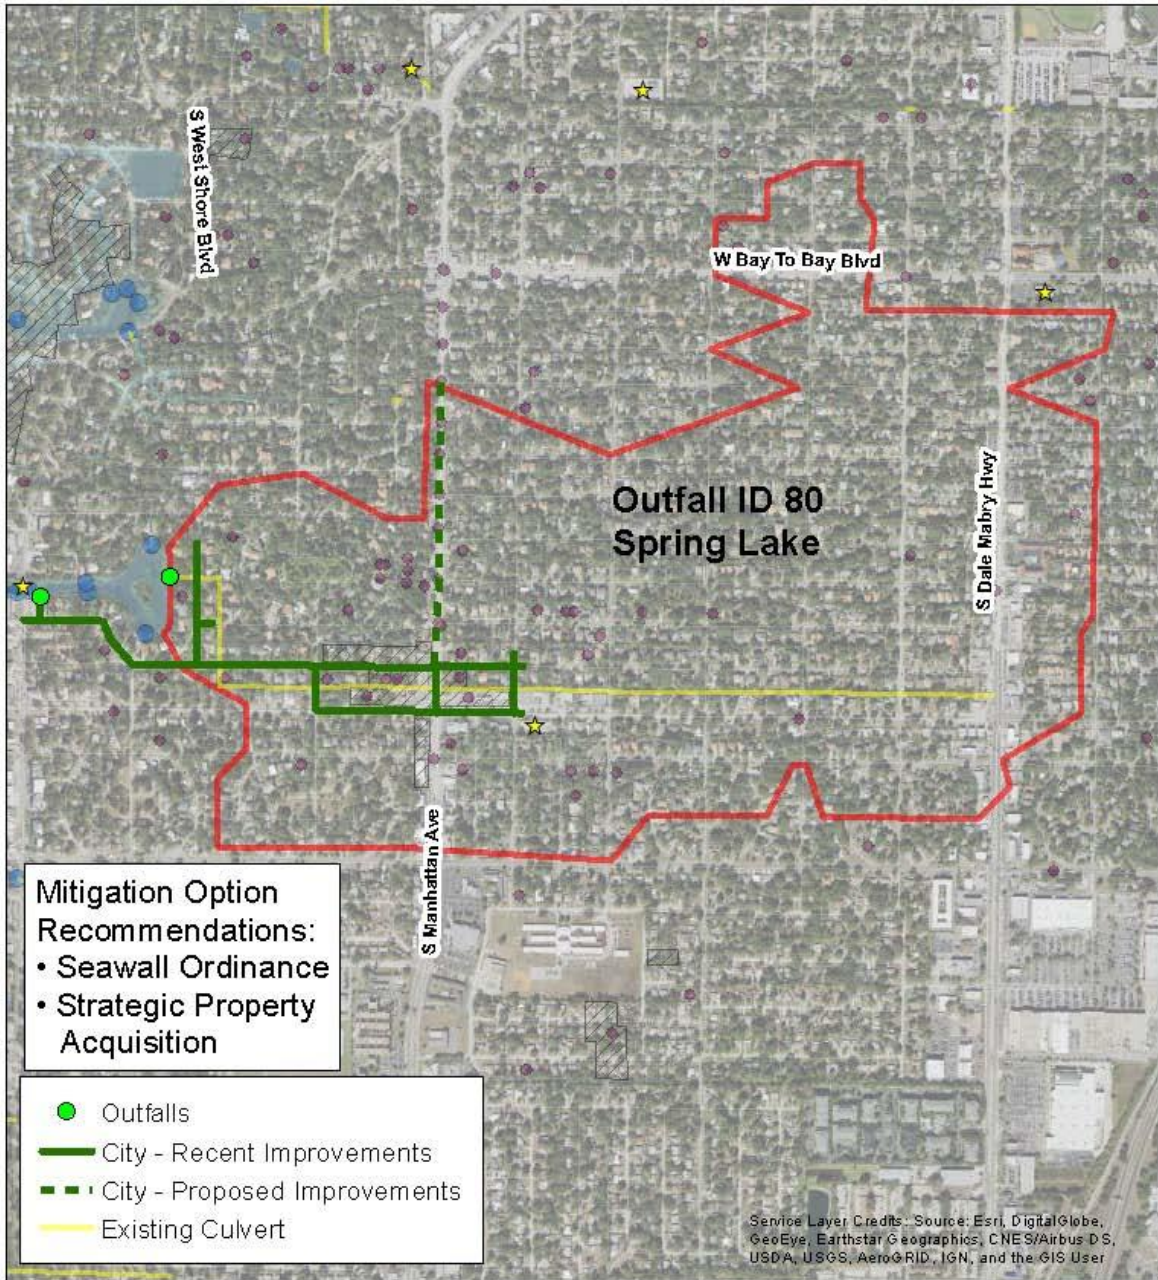 S West Shore Blvd
W Bay To Bay Blvd
Outfall ID 80
Spring Lake
S Dale Mabry Hwy
S Manhattan Ave
Mitigation Option
Recommendations:
• Seawall Ordinance
• Strategic Property
Acquisition
Outfalls
City - Recent Improvements
City - Proposed Improvements
Existing Culvert
Service Layer Credits: Source: Esri, DigitalGlobe,
GeoEye, Earthstar Geographics, CNES/Airbus DS,
USDA, USGS, AeroGRID, IGN, and the GIS User